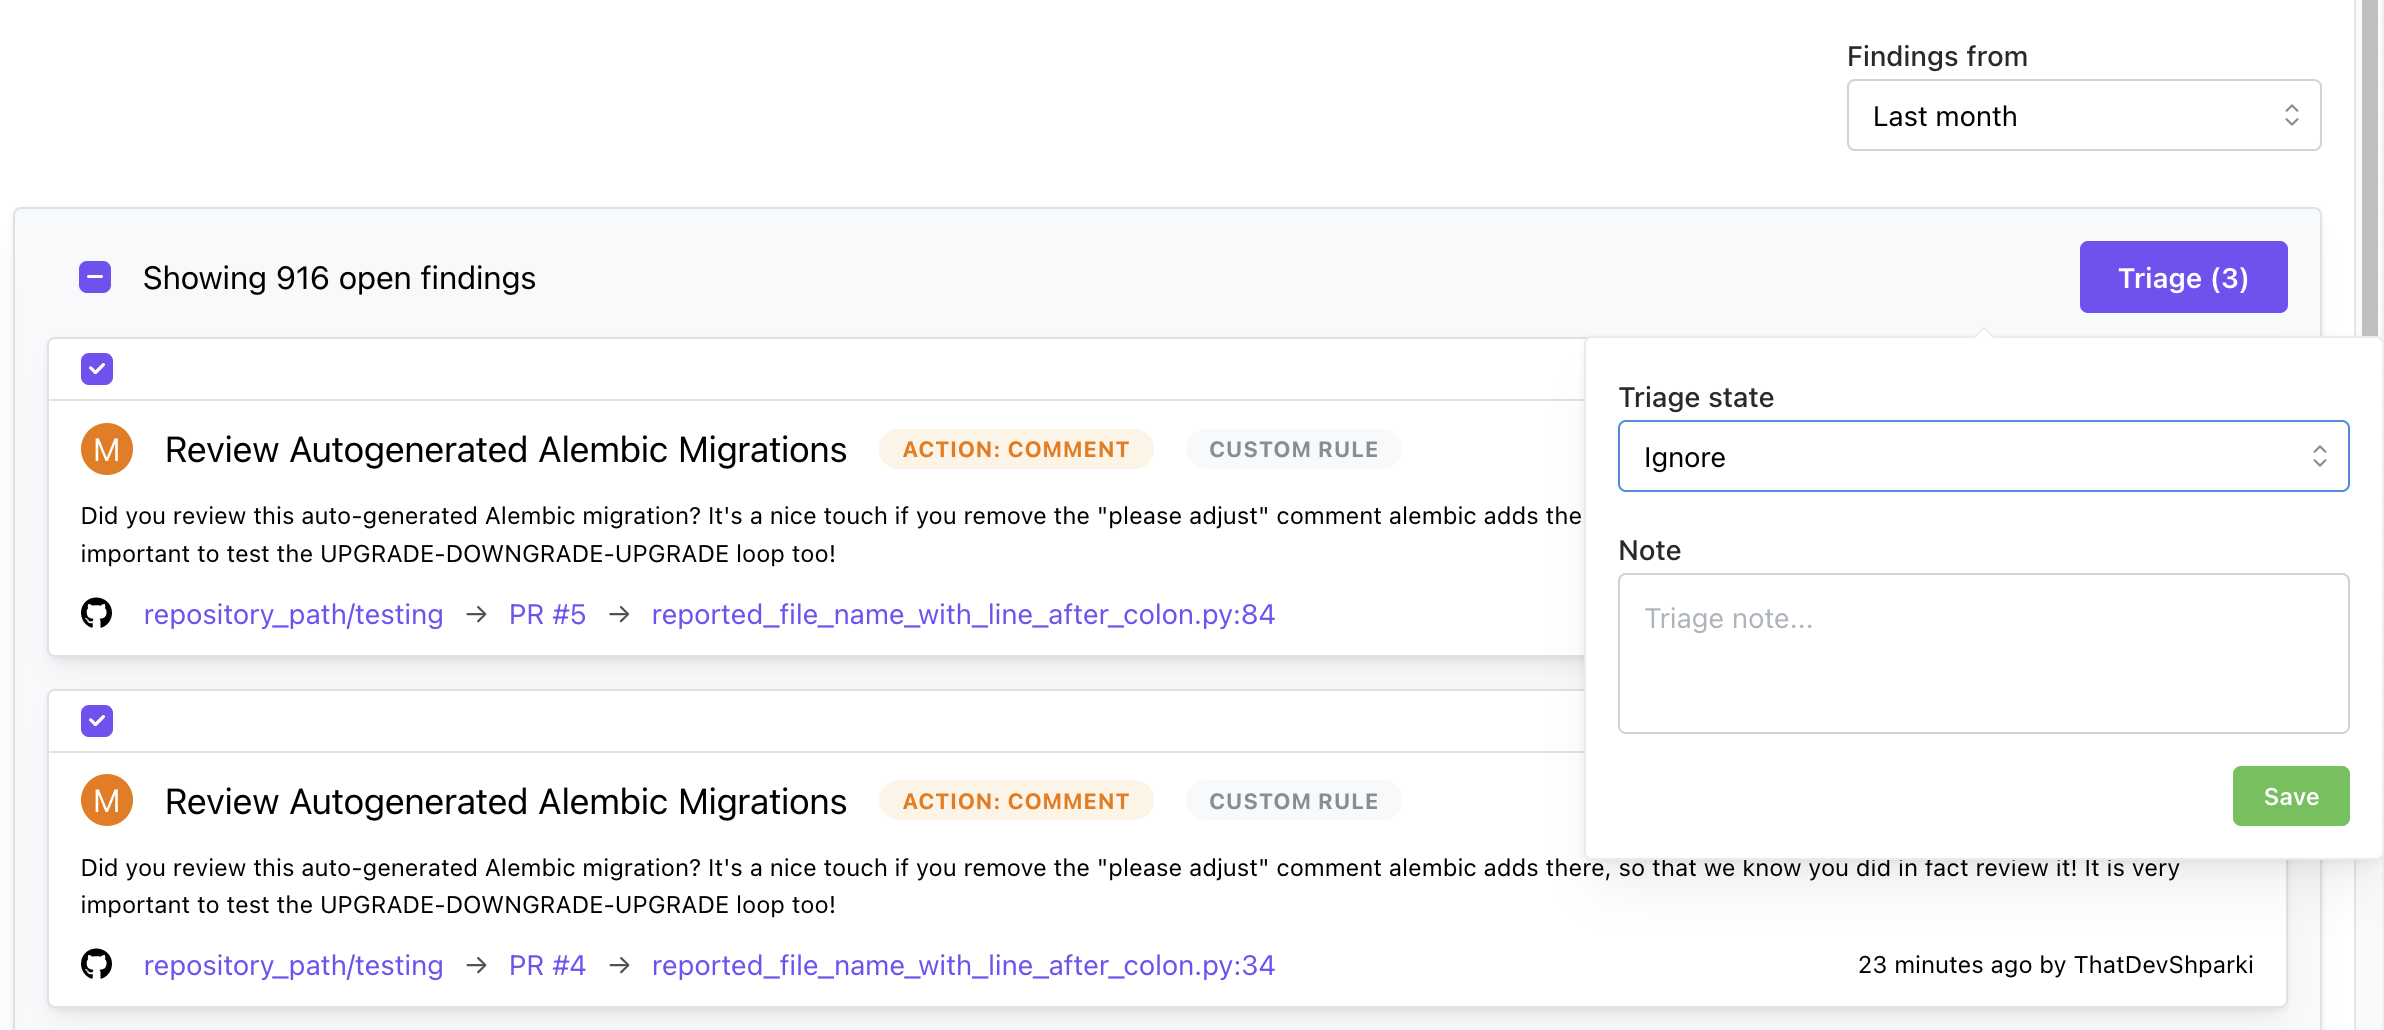 Findings from
Last month
Showing 916 open findings
Triage (3)
M
Review Autogenerated Alembic Migrations
ACTION: COMMENT
CUSTOM RULE
Did you review this auto-generated Alembic migration? It's a nice touch if you remove the "please adjust" comment alembic adds the
important to test the UPGRADE-DOWNGRADE-UPGRADE loop too!
repository_path/testing → PR #5 → reported_file_name_with_line_after_colon.py:84
Triage state
Ignore
Note
Triage note...
Save
M
Review Autogenerated Alembic Migrations
ACTION: COMMENT
CUSTOM RULE
Did you review this auto-generated Alembic migration? It's a nice touch if you remove the "please adjust" comment alembic adds there, so that we know you did in fact review it! It is very
important to test the UPGRADE-DOWNGRADE-UPGRADE loop too!
repository_path/testing → PR #4 → reported_file_name_with_line_after_colon.py:34
23 minutes ago by ThatDevShparki